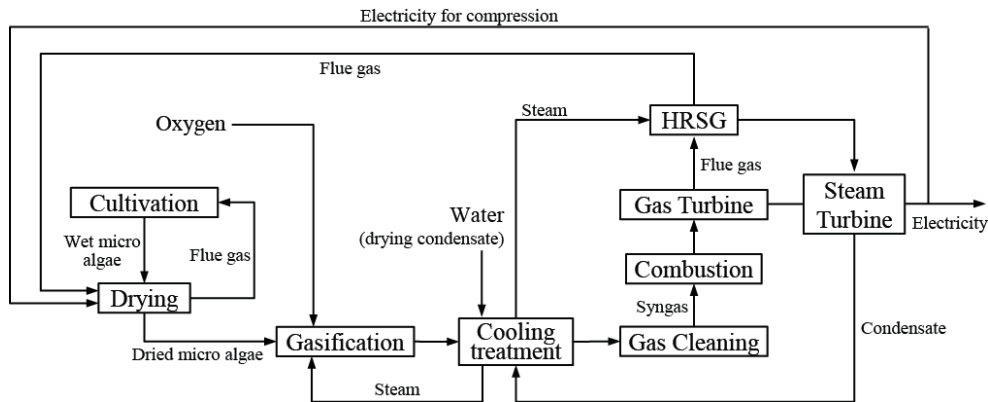 Electricity for compression
Flue gas
Steam
Oxygen
HRSG
Flue gas
Cultivation
Gas Turbine
Steam
Turbine
Water
(drying condensate)
Electricity
Wet micro
algae
Flue gas
Combustion
Drying
Syngas
Dried micro algae
Gasification
Cooling
treatment
Gas Cleaning
Condensate
Steam